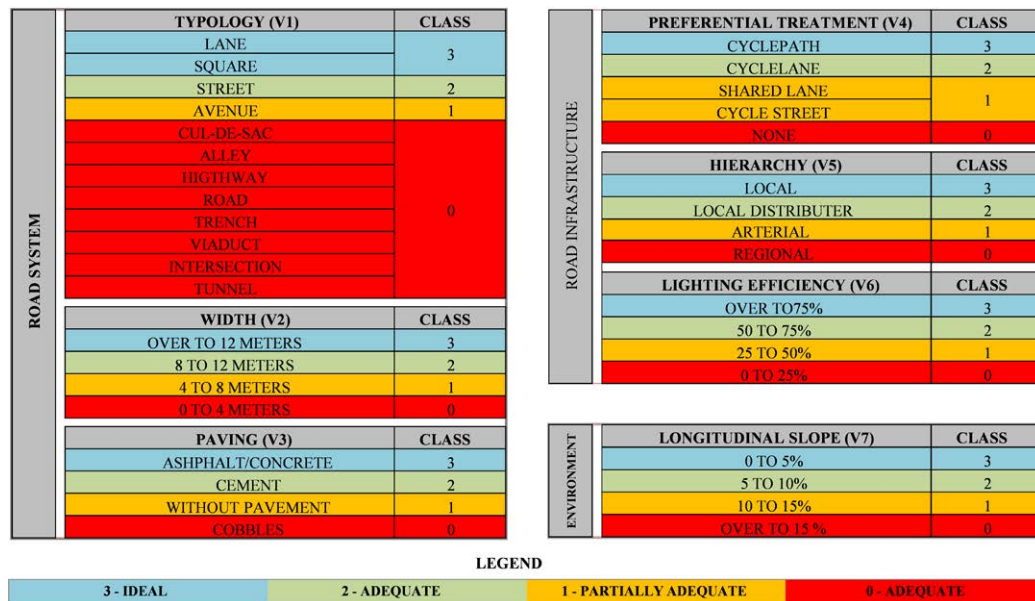 ROAD SYSTEM
TYPOLOGY (V1) CLASS
LANE
3
SQUARE
STREET 2
AVENUE 1
CUL-DE-SAC
ALLEY
HIGTHWAY
ROAD
0
TRENCH
VIADUCT
INTERSECTION
TUNNEL
WIDTH (V2) CLASS
OVER TO 12 METERS 3
8 TO 12 METERS 2
4 TO 8 METERS 1
0 TO 4 METERS 0
PAVING (V3) CLASS
ASHPHALT/CONCRETE 3
CEMENT 2
WITHOUT PAVEMENT 1
COBBLES 0
ROAD INFRASTRUCTURE
PREFERENTIAL TREATMENT (V4) CLASS
CYCLEPATH 3
CYCLELANE 2
SHARED LANE
1
CYCLE STREET
NONE 0
HIERARCHY (V5) CLASS
LOCAL 3
LOCAL DISTRIBUTER 2
ARTERIAL 1
REGIONAL 0
LIGHTING EFFICIENCY (V6) CLASS
OVER TO75% 3
50 TO 75% 2
25 TO 50% 1
0 TO 25% 0
ENVIRONMENT
LONGITUDINAL SLOPE (V7) CLASS
0 TO 5% 3
5 TO 10% 2
10 TO 15% 1
OVER TO 15 % 0
LEGEND
3 - IDEAL 2 - ADEQUATE 1 - PARTIALLY ADEQUATE 0 - ADEQUATE